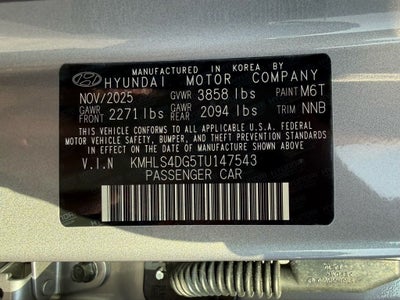 MANUFACTURED IN KOREA BY
HYUNDAI MOTOR COMPANY
NOV/2025 GVWR 3858 lbs PAINT M6T
GAWR FRONT 2271 lbs GAWR REAR 2094 lbs TRIM NNB
THIS VEHICLE CONFORMS TO ALL APPLICABLE U.S. FEDERAL
MOTOR VEHICLE SAFETY, BUMPER, AND THEFT PREVENTION STANDARDS
IN EFFECT ON THE DATE OF MANUFACTURE SHOWN ABOVE.
V.I.N KMHLS4DG5TU147543
PASSENGER CAR